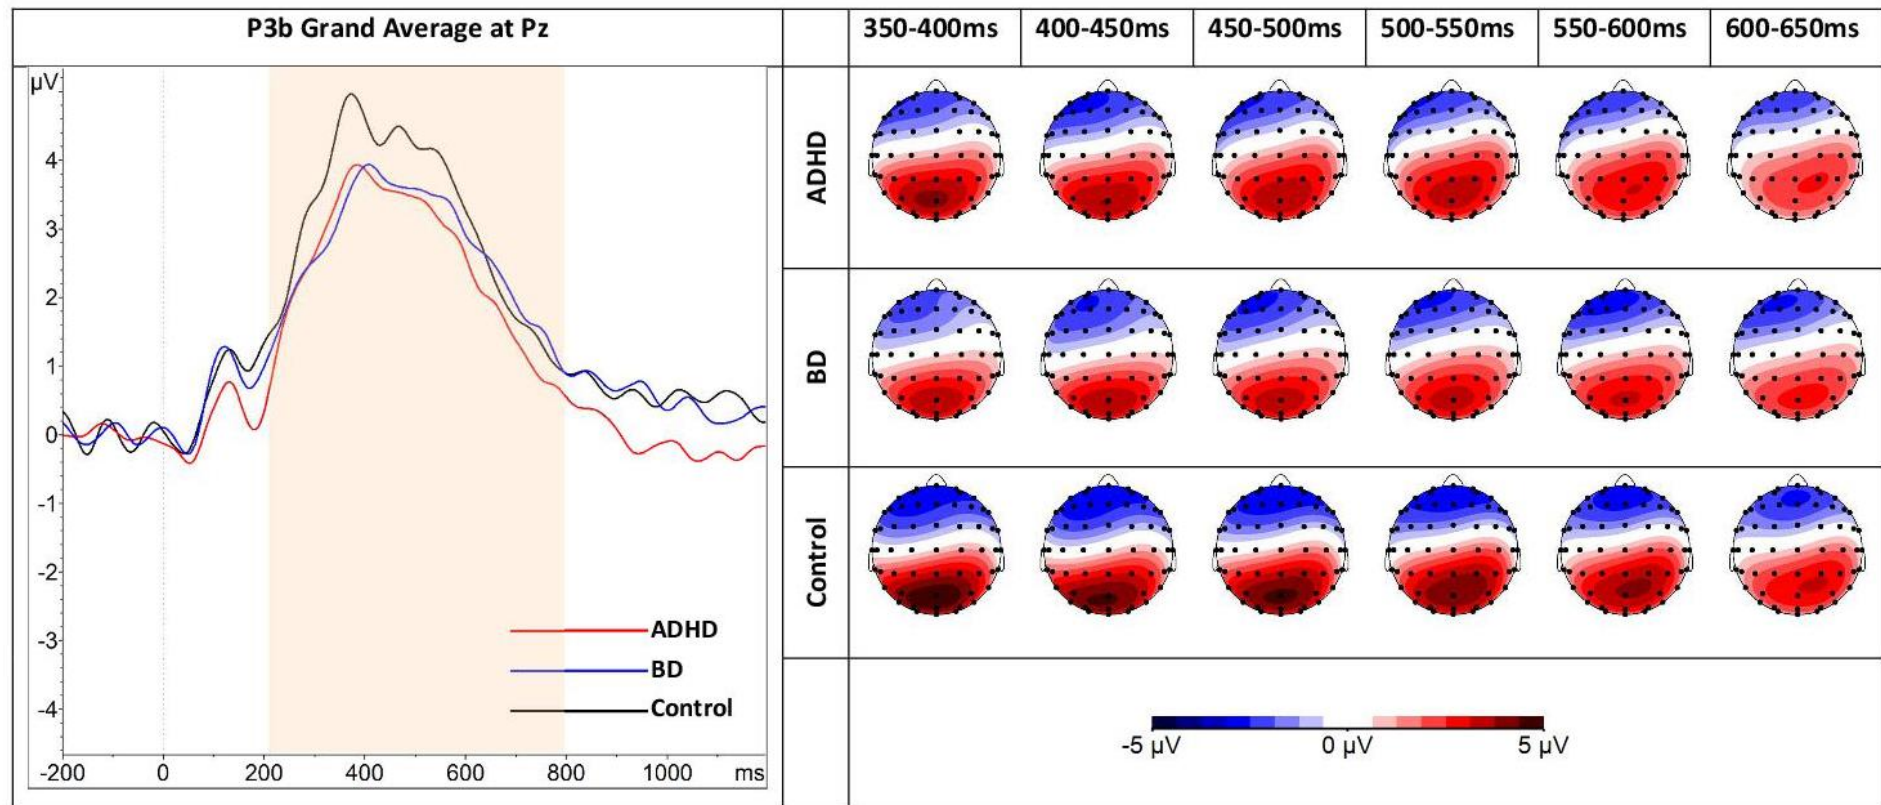 P3b Grand Average at Pz
350-400ms 400-450ms 450-500ms 500-550ms 550-600ms 600-650ms
µV
4
3
2
1
0
-1
-2
-3
-4
-200 0 200 400 600 800 1000 ms
ADHD
BD
Control
ADHD
BD
Control
-5 µV 0 µV 5 µV